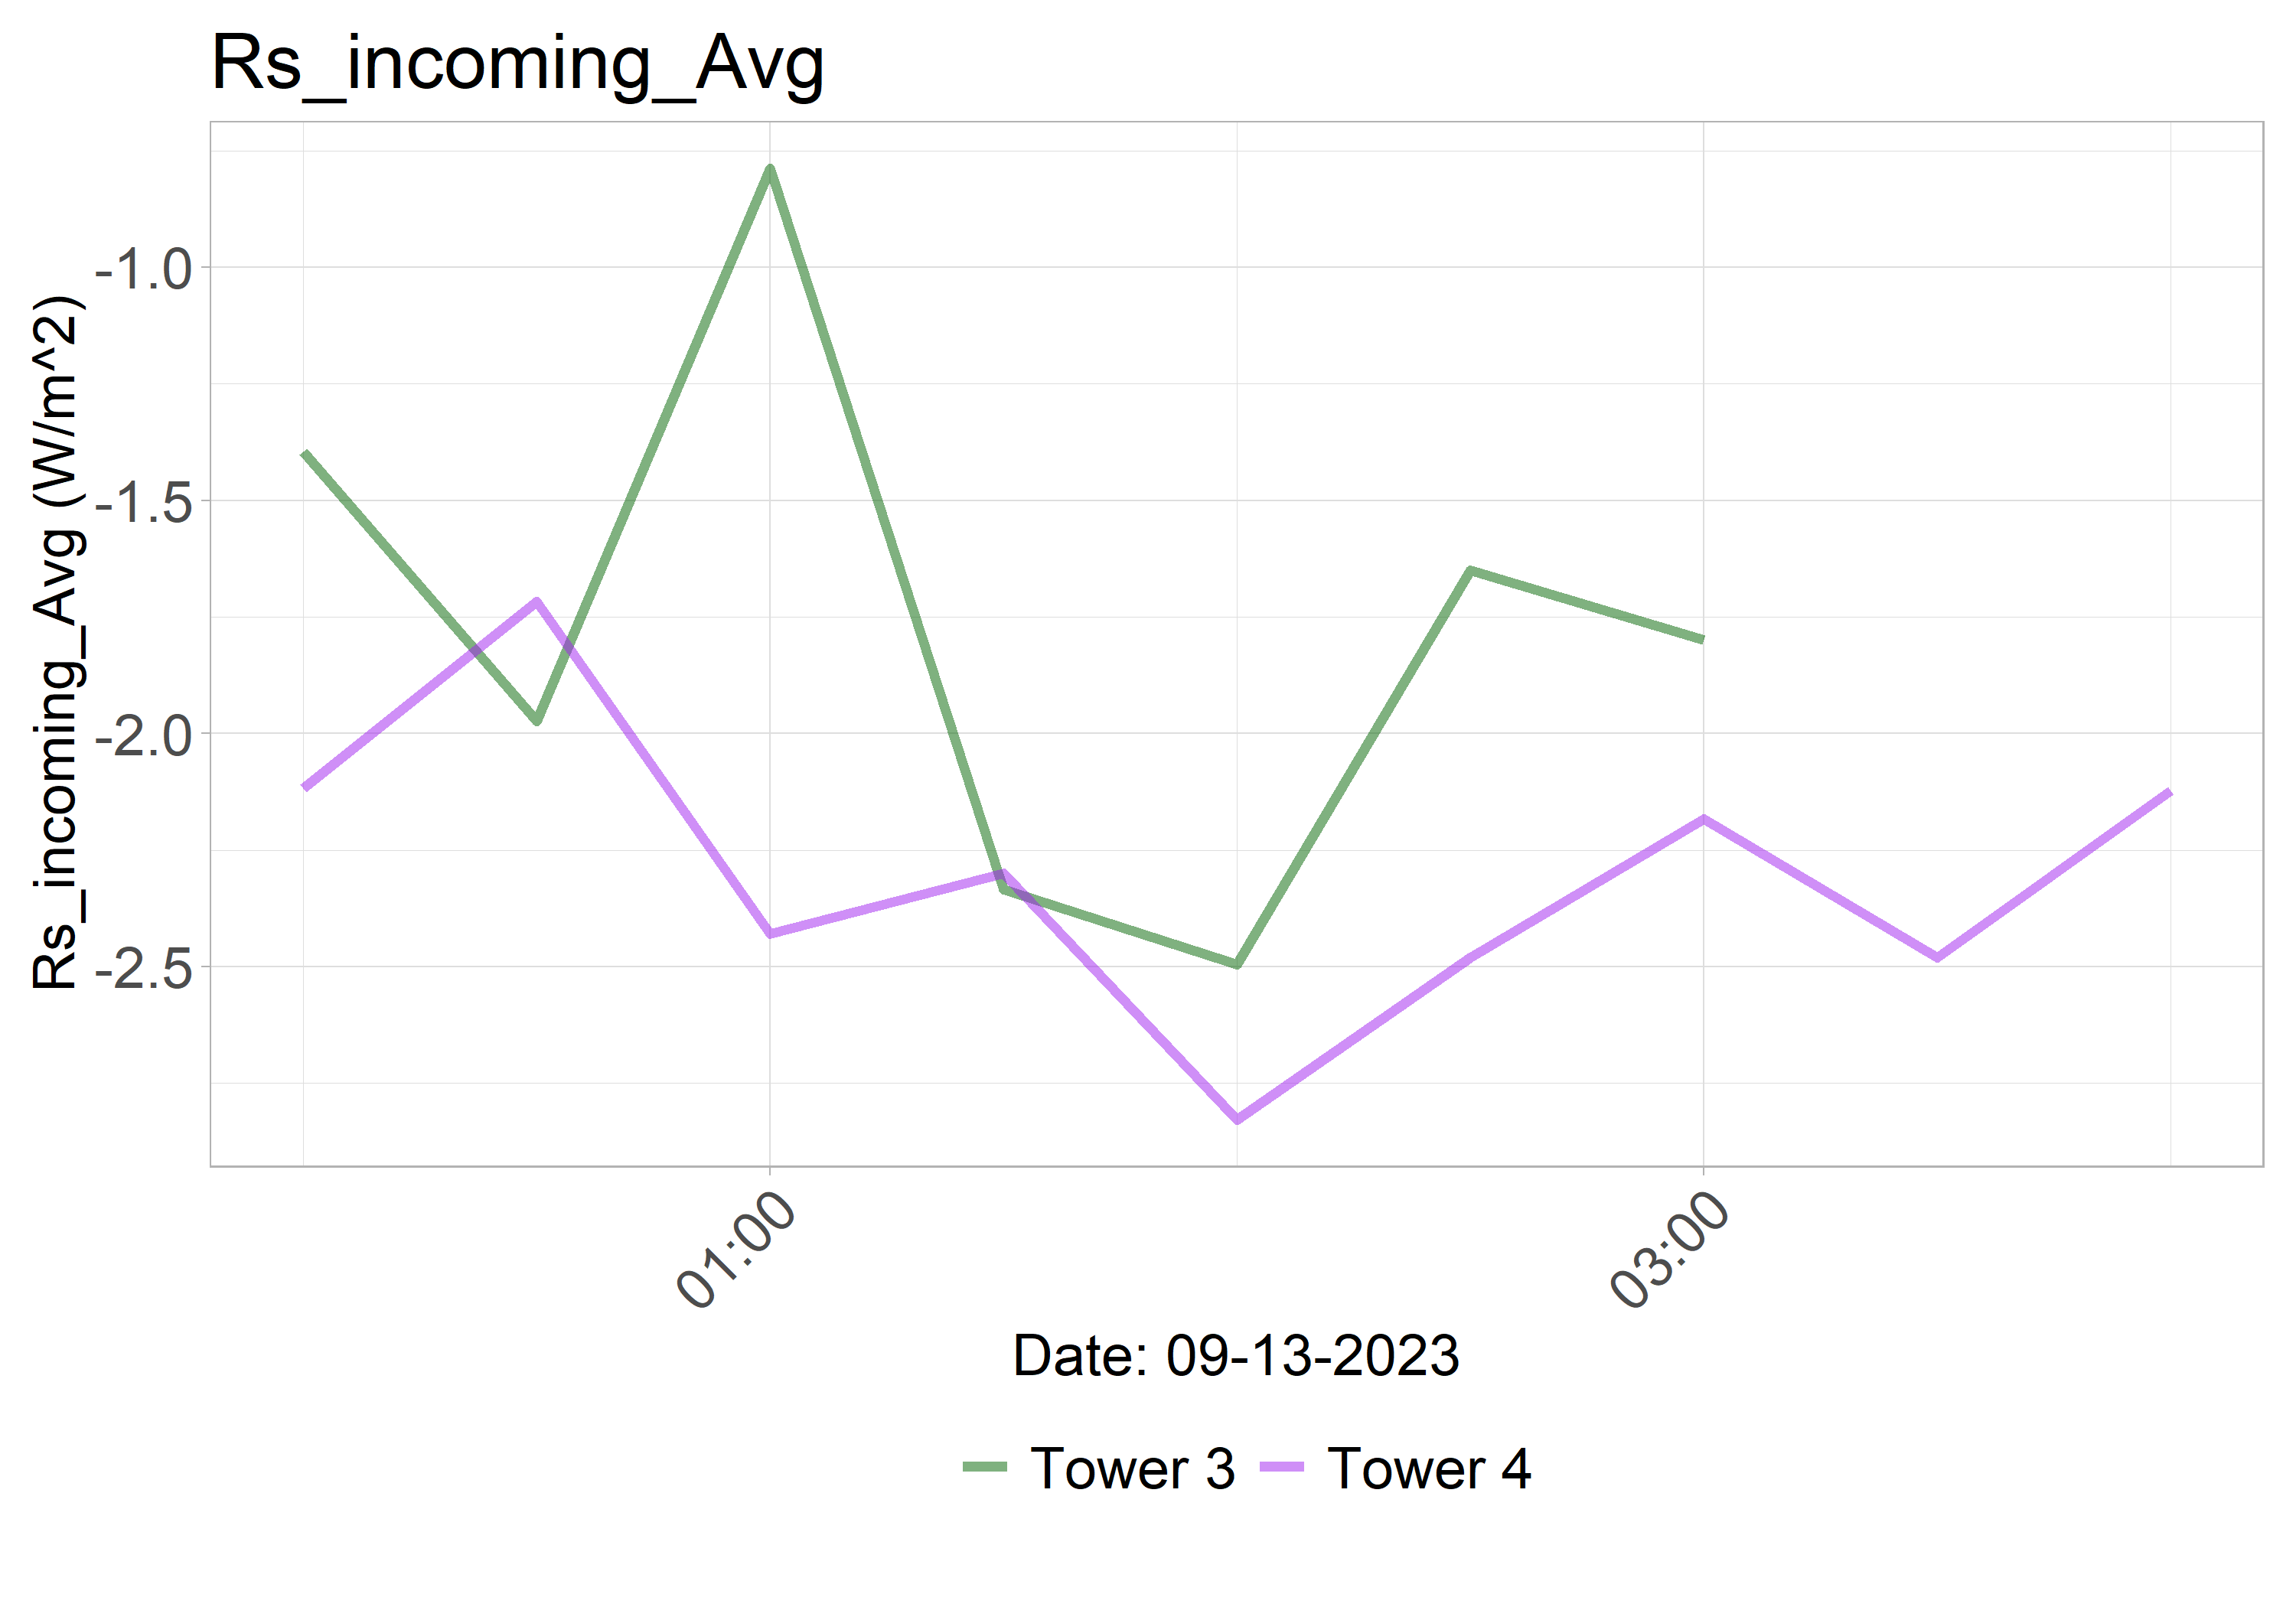 Rs_incoming_Avg
Rs_incoming_Avg (W/m^2)
-1.0
-1.5
-2.0
-2.5
01:00
03:00
Date: 09-13-2023
Tower 3
Tower 4